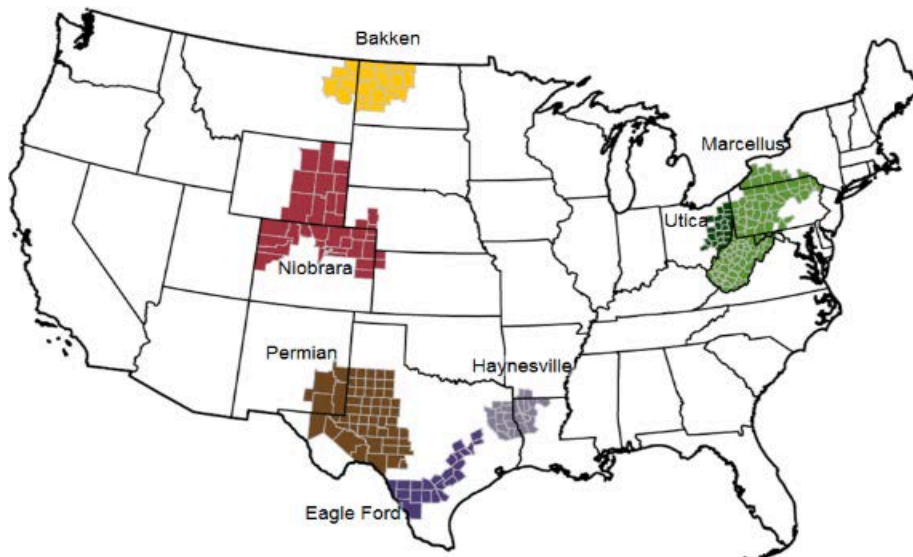 Bakken
Marcellus
Utica
Niobrara
Permian
Haynesville
Eagle Ford